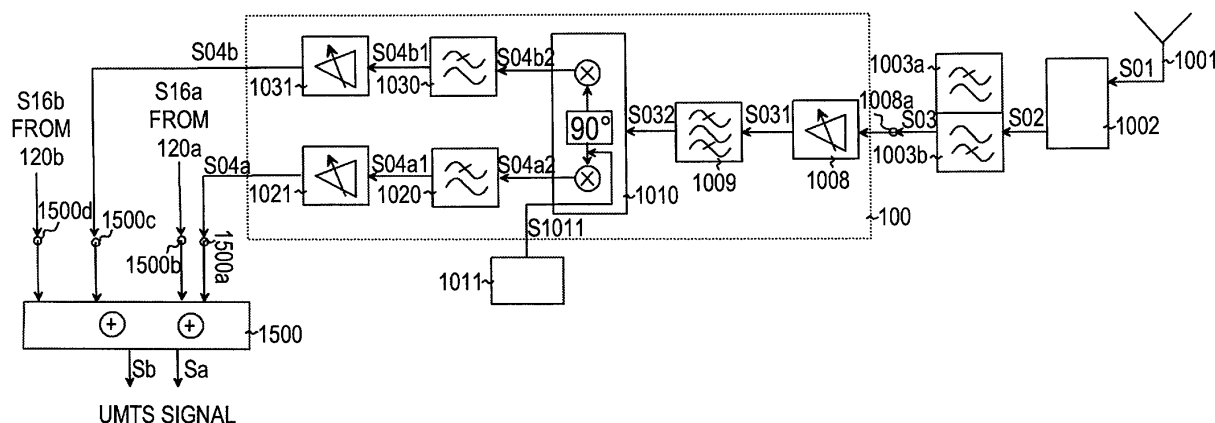 S04b
S04b1
S04b2
1003a
S01
1001
S16b
FROM
120b
S16a
FROM
120a
1031
1030
90°
S032
S031
1008a
S03
S02
1002
S04a
S04a1
S04a2
1003b
1021
1020
1010
1009
1008
100
1500d
1500c
1500b
1500a
S1011
1011
+
+
1500
Sb
Sa
UMTS SIGNAL